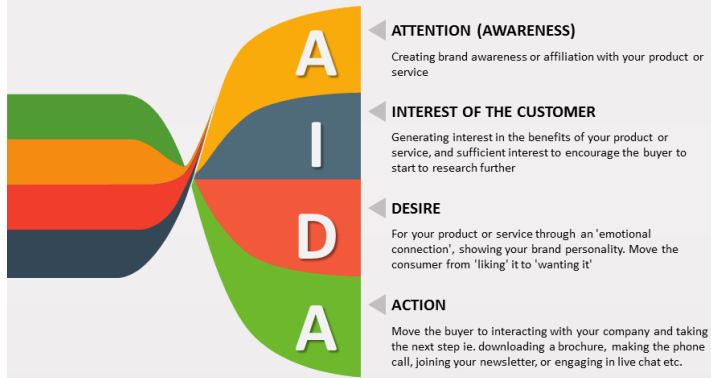 A
ATTENTION (AWARENESS)
Creating brand awareness or affiliation with your product or
service
I
INTEREST OF THE CUSTOMER
Generating interest in the benefits of your product or
service, and sufficient interest to encourage the buyer to
start to research further
D
DESIRE
For your product or service through an 'emotional
connection', showing your brand personality. Move the
consumer from 'liking' it to 'wanting it'
A
ACTION
Move the buyer to interacting with your company and taking
the next step ie. downloading a brochure, making the phone
call, joining your newsletter, or engaging in live chat etc.